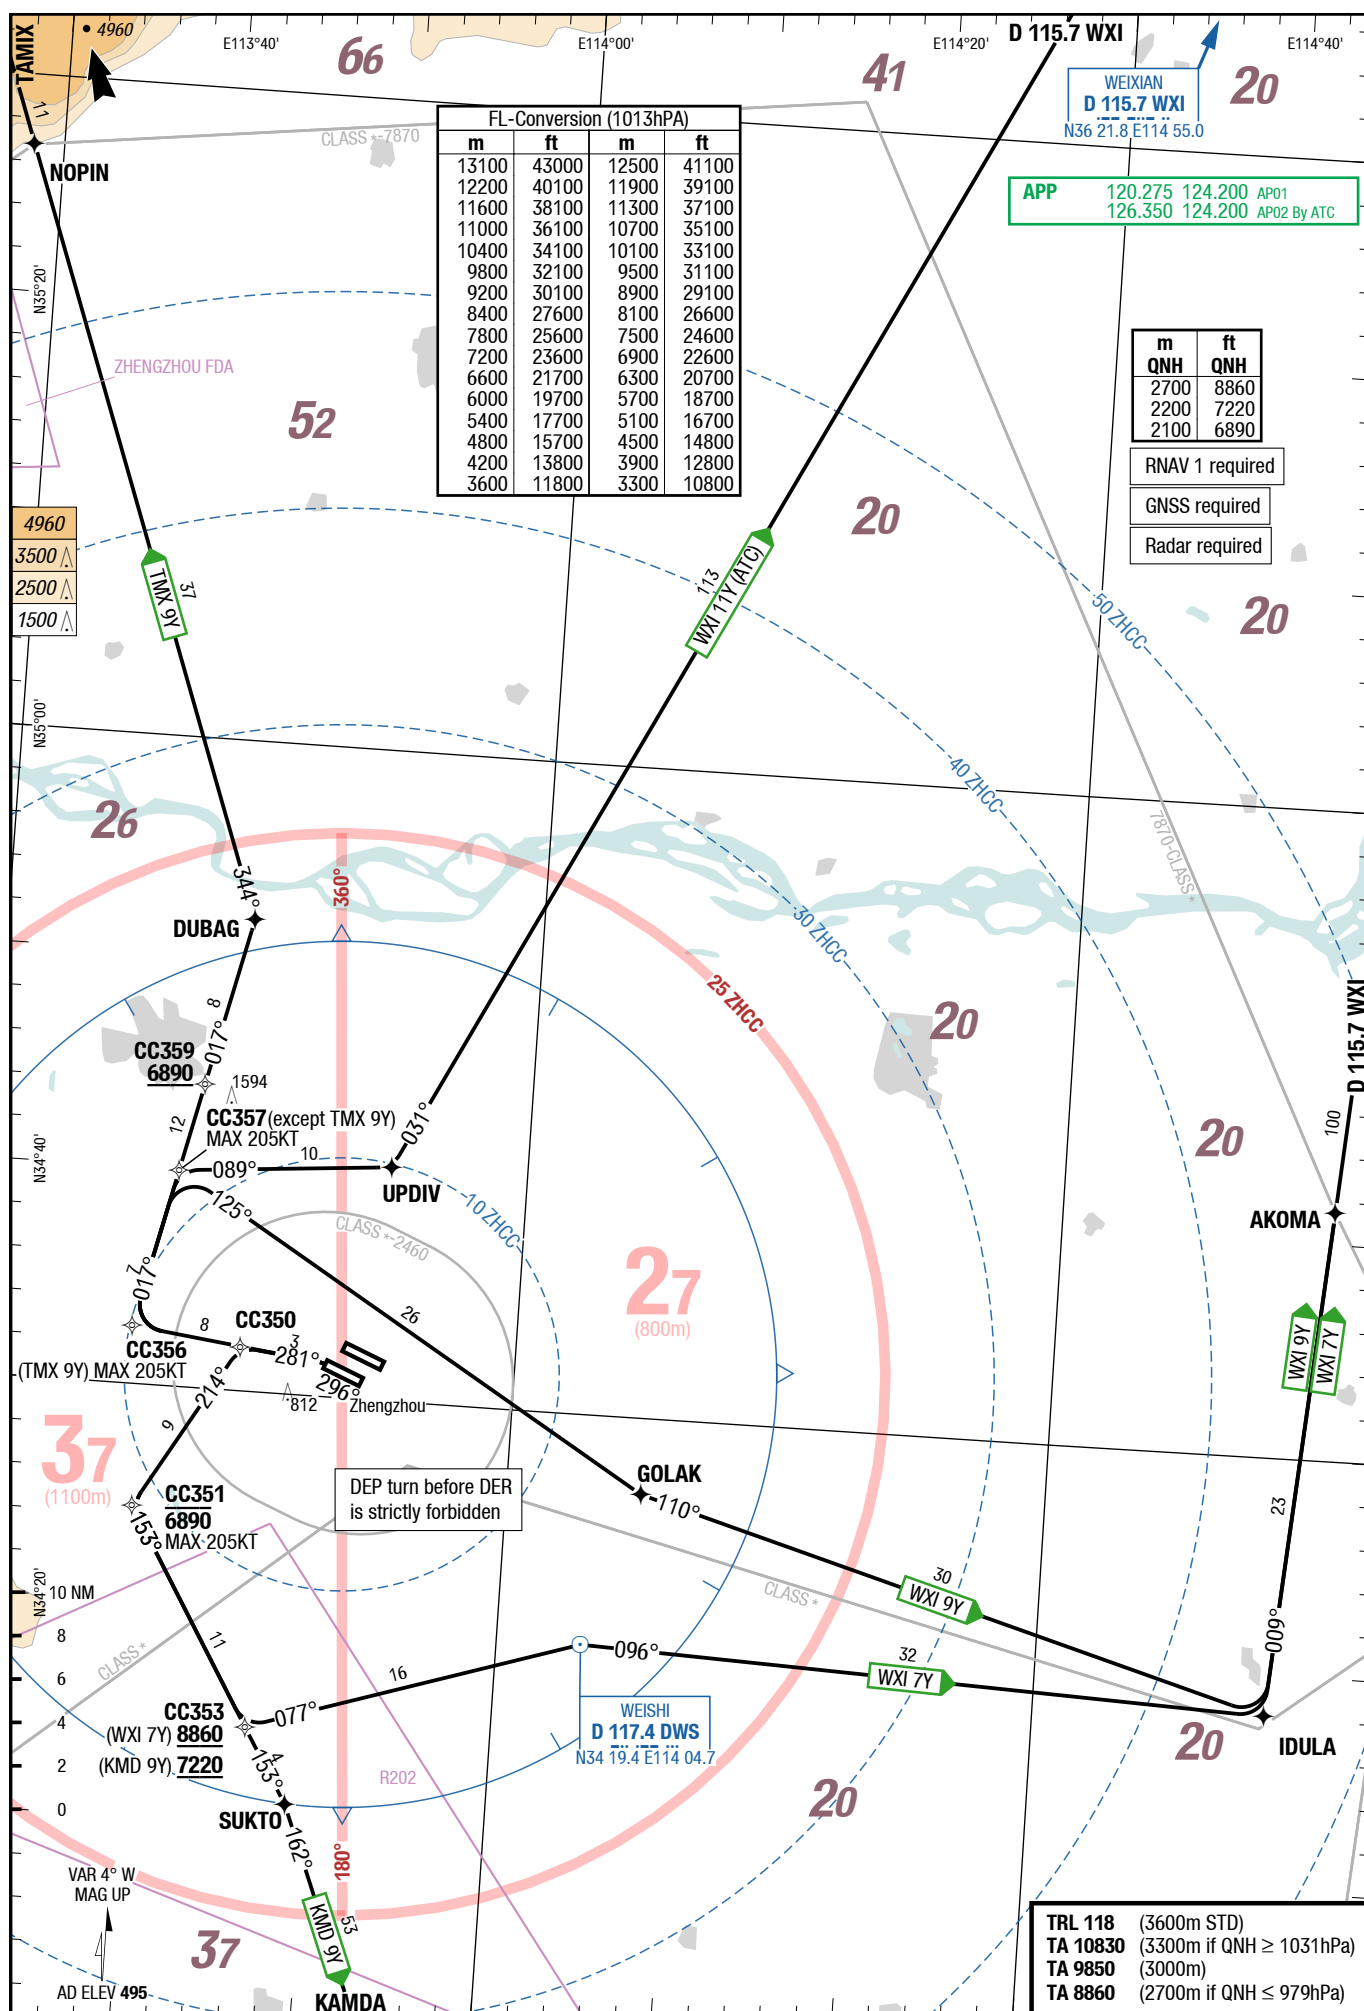 TAMIX
4960
E113°40'
E114°00'
E114°20'
E114°40'
D 115.7 WXI
66
41
20
WEIXIAN
D 115.7 WXI
N36 21.8 E114 55.0
11
NOPIN
CLASS *-7870
FL-Conversion (1013hPA)
m ft m ft
13100 43000 12500 41100
12200 40100 11900 39100
11600 38100 11300 37100
11000 36100 10700 35100
10400 34100 10100 33100
9800 32100 9500 31100
9200 30100 8900 29100
8400 27600 8100 26600
7800 25600 7500 24600
7200 23600 6900 22600
6600 21700 6300 20700
6000 19700 5700 18700
5400 17700 5100 16700
4800 15700 4500 14800
4200 13800 3900 12800
3600 11800 3300 10800
APP 120.275 124.200 AP01
126.350 124.200 AP02 By ATC
N35°20'
ZHENGZHOU FDA
52
m ft
QNH QNH
2700 8860
2200 7220
2100 6890
RNAV 1 required
GNSS required
Radar required
20
4960
3500
2500
1500
TMX 9Y
37
113
WXI 11Y (ATC)
50 ZHCC
20
N35°00'
40 ZHCC
26
7870-CLASS *
344°
360°
DUBAG
30 ZHCC
25 ZHCC
20
8
017°
CC359
6890
1594
D 115.7 WXI
CC357 (except TMX 9Y)
MAX 205KT
12
031°
100
20
N34°40'
089°
10
UPDIV
125°
10 ZHCC
CLASS *-2460
AKOMA
7
017°
27
(800m)
26
8
CC350
3
281°
CC356
(TMX 9Y) MAX 205KT
296°
214°
812
Zhengzhou
WXI 9Y
WXI 7Y
9
37
(1100m)
GOLAK
110°
DEP turn before DER
is strictly forbidden
CC351
6890
MAX 205KT
153°
23
N34°20'
10 NM
8
6
4
2
0
30
WXI 9Y
CLASS *
CLASS *
11
009°
16
096°
32
WXI 7Y
CC353
(WXI 7Y) 8860
(KMD 9Y) 7220
077°
WEISHI
D 117.4 DWS
N34 19.4 E114 04.7
20
IDULA
4
153°
R202
20
SUKTO
162°
180°
VAR 4° W
MAG UP
KMD 9Y
53
37
AD ELEV 495
KAMDA
TRL 118 (3600m STD)
TA 10830 (3300m if QNH ≥ 1031hPa)
TA 9850 (3000m)
TA 8860 (2700m if QNH ≤ 979hPa)